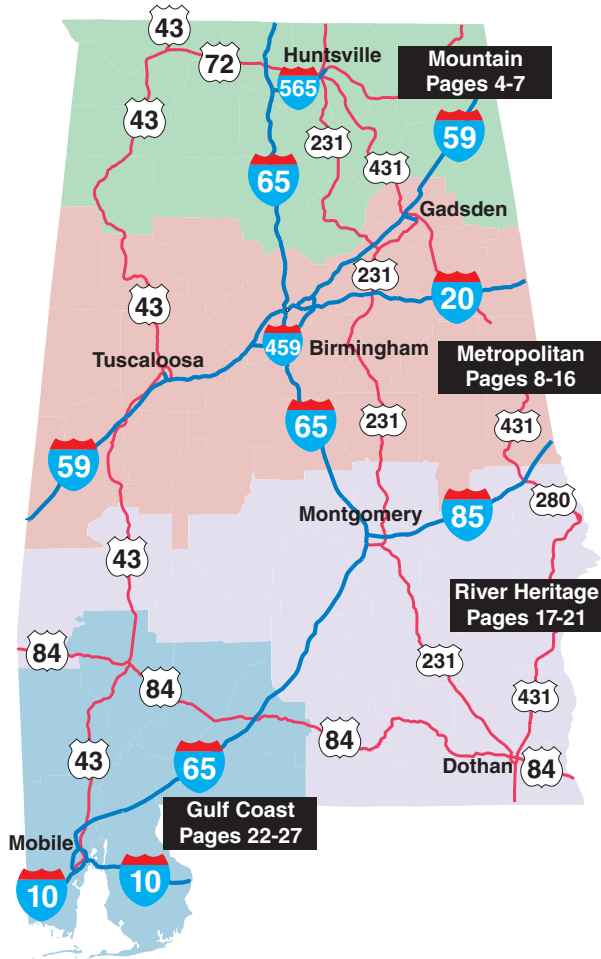 43
72
Huntsville
565
Mountain
Pages 4-7
43
231
59
431
65
Gadsden
231
20
43
459
Birmingham
Tuscaloosa
Metropolitan
Pages 8-16
65
231
431
59
280
Montgomery
85
43
River Heritage
Pages 17-21
84
231
84
431
84
43
65
Dothan
84
Gulf Coast
Pages 22-27
Mobile
10
10